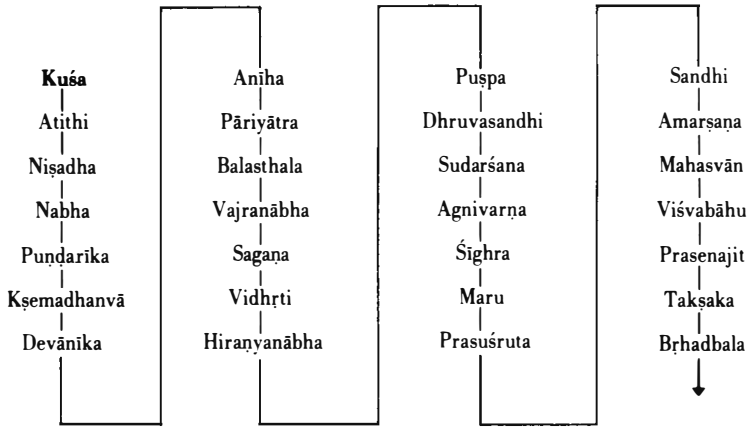 Kuśa
Atithi
Niṣadha
Nabha
Puṇḍarīka
Kṣemadhanvā
Devānīka
Anīha
Pāriyātra
Balasthala
Vajranābha
Sagaṇa
Vidhṛti
Hiraṇyanābha
Puṣpa
Dhruvasandhi
Sudarśana
Agnivarṇa
Śīghra
Maru
Prasuśruta
Sandhi
Amarṣaṇa
Mahasvān
Viśvabāhu
Prasenajit
Takṣaka
Bṛhadbala